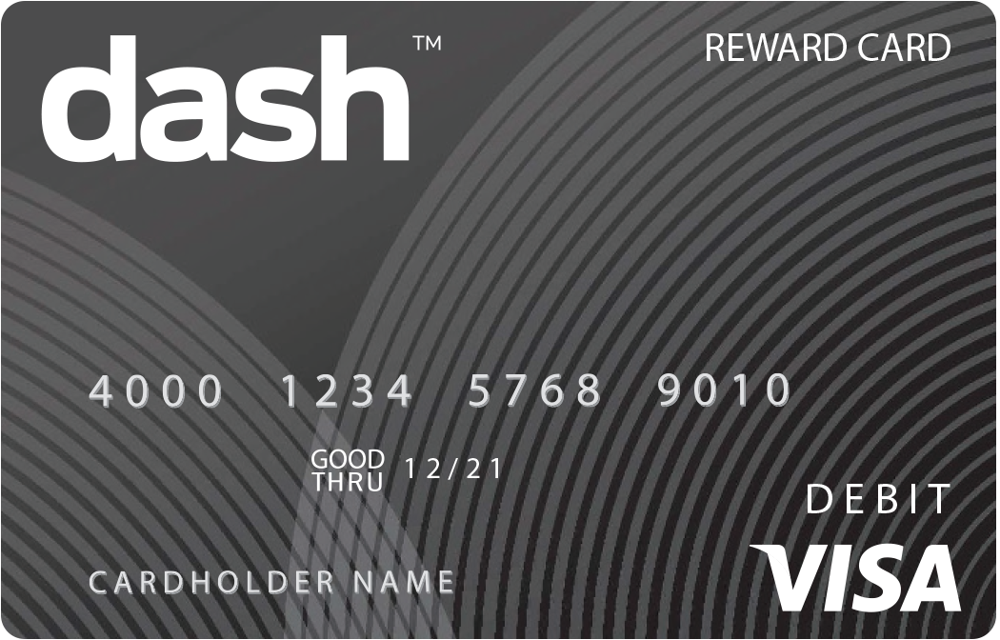 dash™
REWARD CARD
4000 1234 5768 9010
GOOD THRU 12/21
DEBIT
CARDHOLDER NAME
VISA